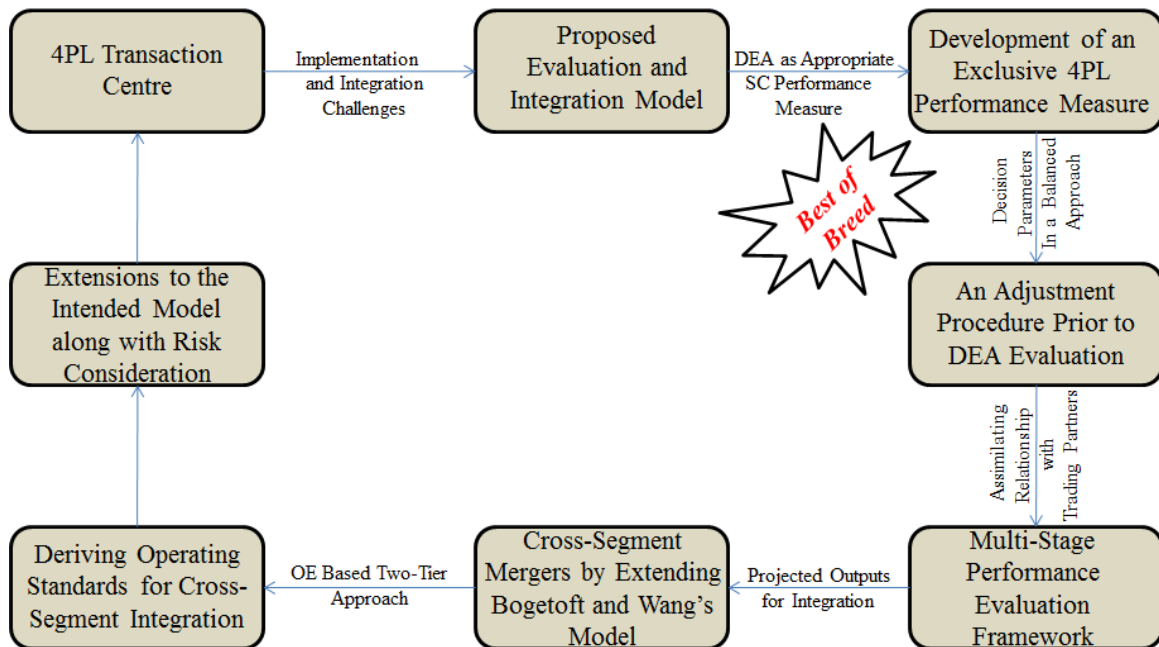 4PL Transaction
Centre
Implementation
and Integration
Challenges
Proposed
Evaluation and
Integration Model
DEA as Appropriate
SC Performance
Measure
Development of an
Exclusive 4PL
Performance Measure
Best of
Breed
Decision
Parameters
In a Balanced
Approach
Extensions to the
Intended Model
along with Risk
Consideration
An Adjustment
Procedure Prior to
DEA Evaluation
Assimilating
Relationship
with
Trading Partners
Deriving Operating
Standards for Cross-
Segment Integration
OE Based Two-Tier
Approach
Cross-Segment
Mergers by Extending
Bogetoft and Wang’s
Model
Projected Outputs
for Integration
Multi-Stage
Performance
Evaluation
Framework